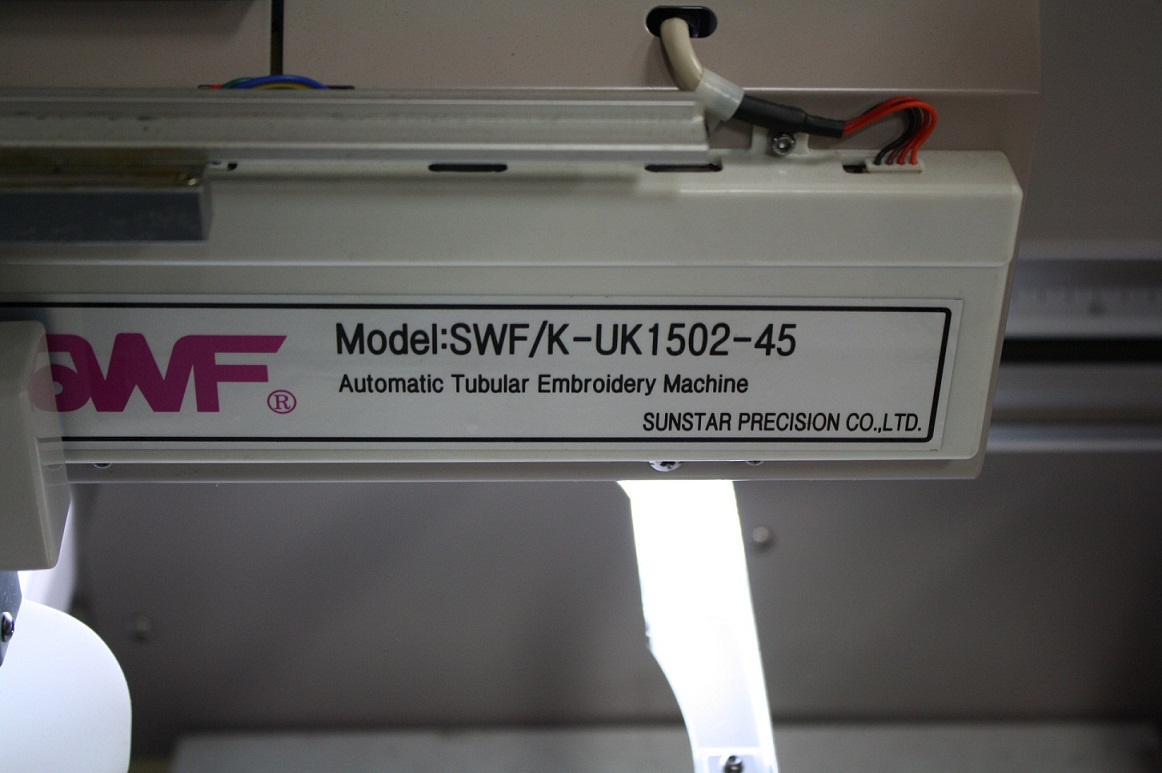 SWF®
Model:SWF/K-UK1502-45
Automatic Tubular Embroidery Machine
SUNSTAR PRECISION CO.,LTD.